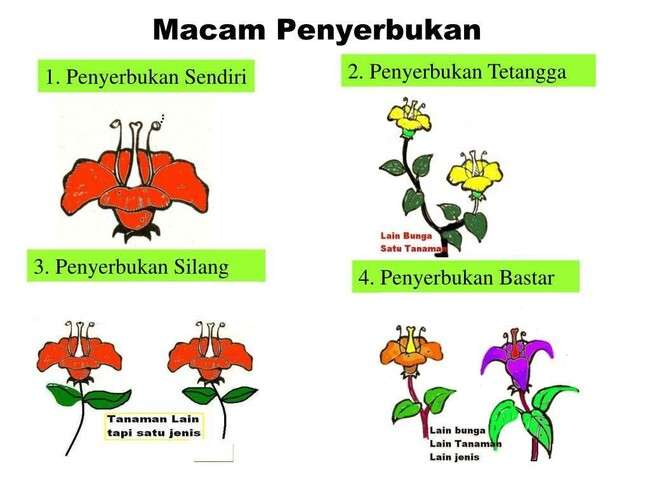 Macam Penyerbukan
1. Penyerbukan Sendiri
2. Penyerbukan Tetangga
Lain Bunga
Satu Tanaman
3. Penyerbukan Silang
4. Penyerbukan Bastar
Tanaman Lain
tapi satu jenis
Lain bunga
Lain Tanaman
Lain jenis